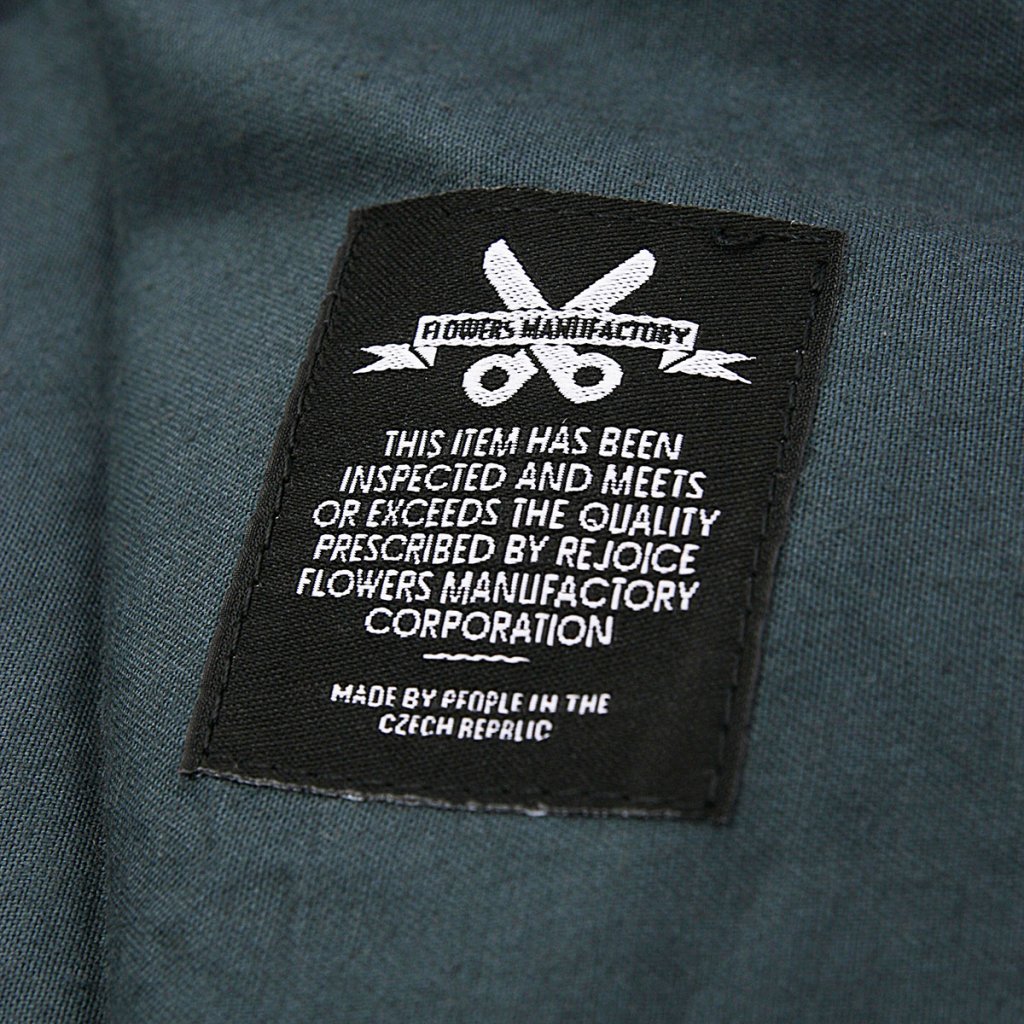 FLOWERS MANUFACTORY
THIS ITEM HAS BEEN
INSPECTED AND MEETS
OR EXCEEDS THE QUALITY
PRESCRIBED BY REJOICE
FLOWERS MANUFACTORY
CORPORATION
MADE BY PEOPLE IN THE
CZECH REPRLIC